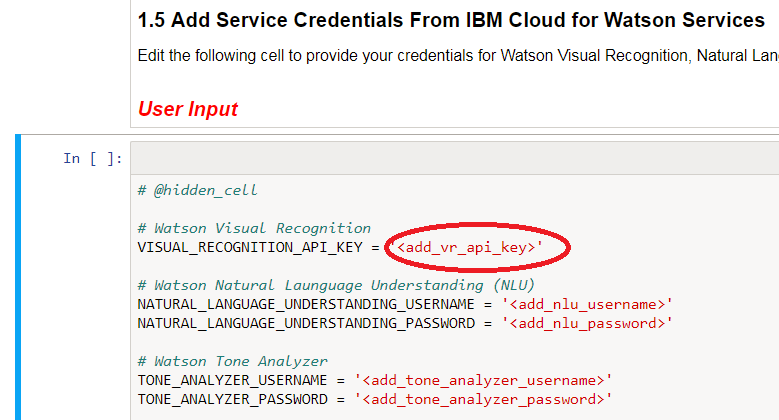 1.5 Add Service Credentials From IBM Cloud for Watson Services
Edit the following cell to provide your credentials for Watson Visual Recognition, Natural Lan
User Input
In [ ]:
# @hidden_cell
# Watson Visual Recognition
VISUAL_RECOGNITION_API_KEY = '<add_vr_api_key>'
# Watson Natural Launguage Understanding (NLU)
NATURAL_LANGUAGE_UNDERSTANDING_USERNAME = '<add_nlu_username>'
NATURAL_LANGUAGE_UNDERSTANDING_PASSWORD = '<add_nlu_password>'
# Watson Tone Analyzer
TONE_ANALYZER_USERNAME = '<add_tone_analyzer_username>'
TONE_ANALYZER_PASSWORD = '<add_tone_analyzer_password>'